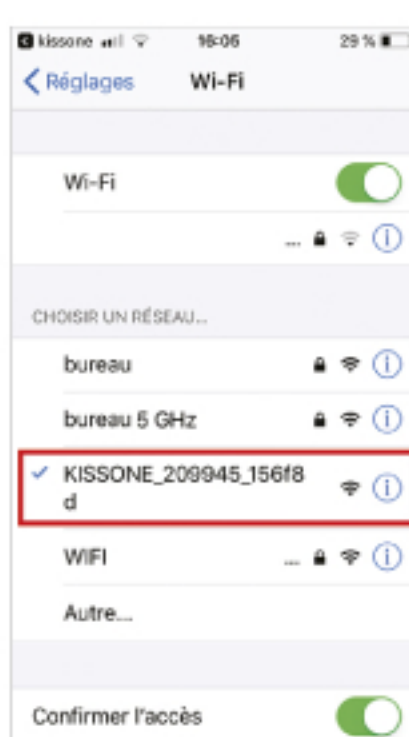 kissone 16:06 29 %
Réglages Wi-Fi
Wi-Fi
...
CHOISIR UN RÉSEAU...
bureau
bureau 5 GHz
KISSONE_209945_156f8
d
WIFI ...
Autre...
Confirmer l'accès